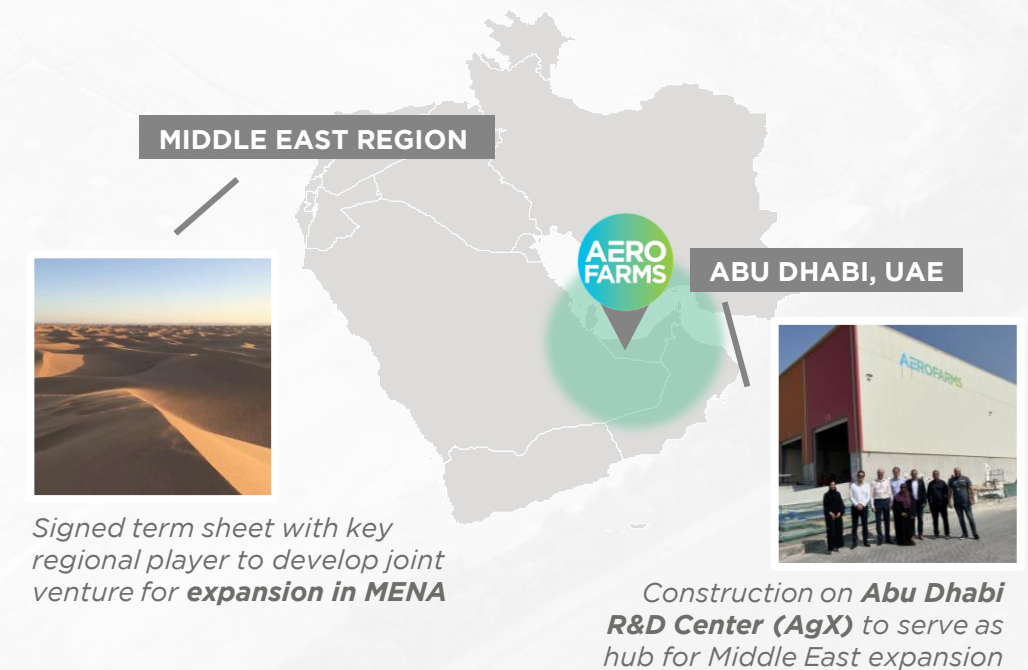 MIDDLE EAST REGION
AERO
FARMS
ABU DHABI, UAE
AEROFARMS
Signed term sheet with key
regional player to develop joint
venture for expansion in MENA
Construction on Abu Dhabi
R&D Center (AgX) to serve as
hub for Middle East expansion